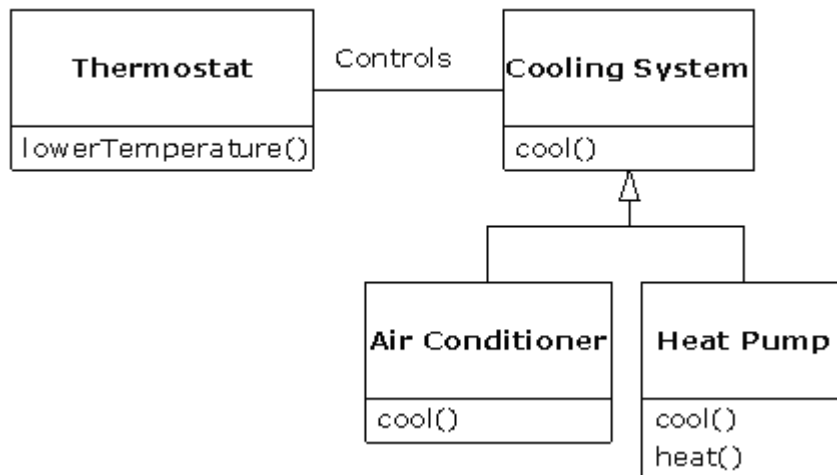 Thermostat
lowerTemperature()
Controls
Cooling System
cool()
Air Conditioner
cool()
Heat Pump
cool()
heat()